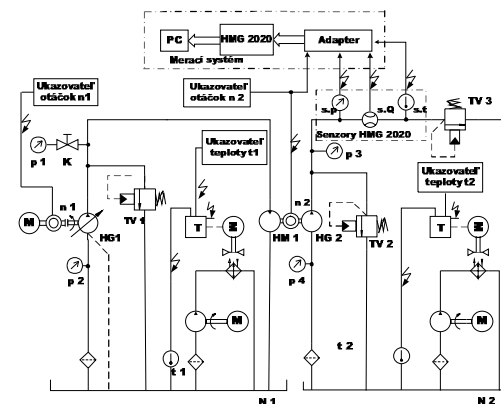 PC
HMG 2020
Adapter
Merací systém
Ukazovateľ
otáčok n1
Ukazovateľ
otáčok n 2
s.p
s.Q
s.t
TV 3
Senzory HMG 2020
p 1
K
Ukazovateľ
teploty t1
p 3
Ukazovateľ
teploty t2
n 1
M
HG1
TV 1
T
M
n 2
HM 1
HG 2
TV 2
T
M
p 2
p 4
M
M
t 1
t 2
N 1
N 2